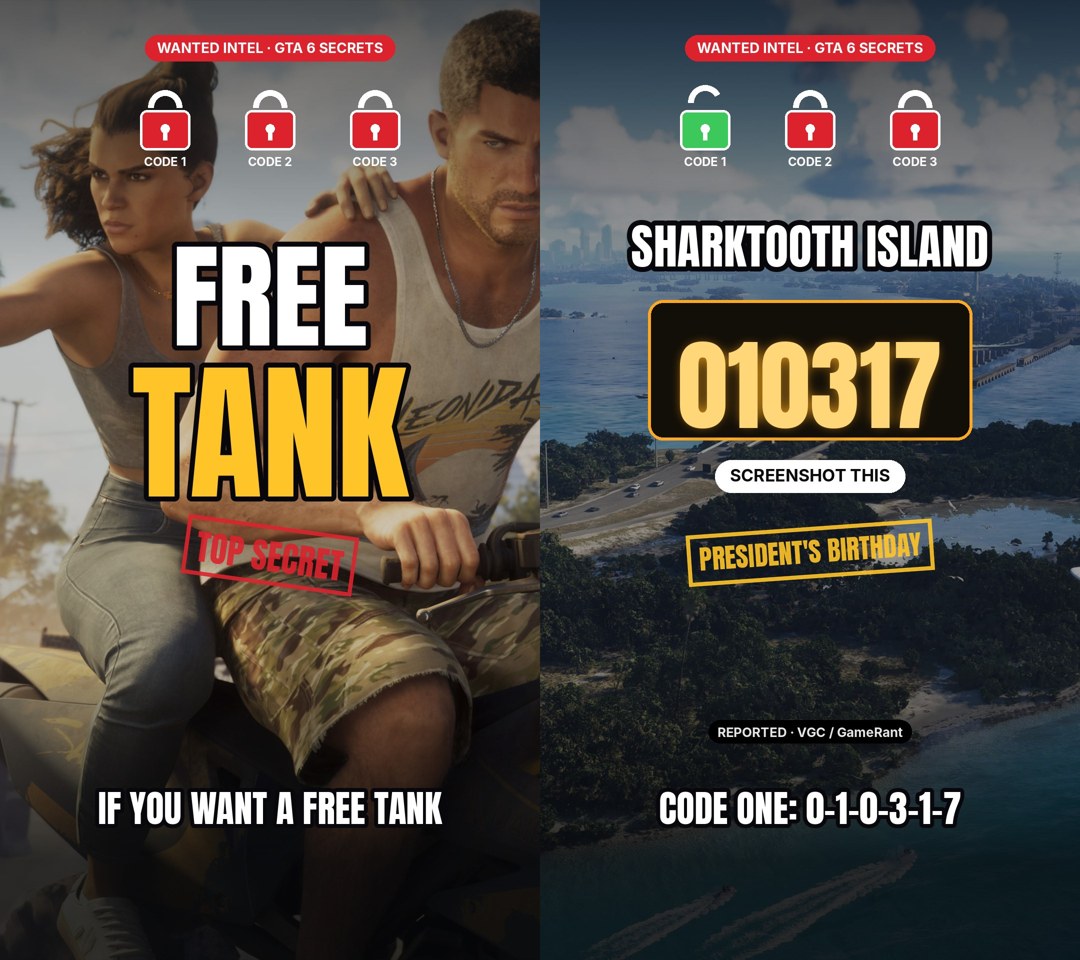 WANTED INTEL · GTA 6 SECRETS
CODE 1 CODE 2 CODE 3
FREE
TANK
TOP SECRET
IF YOU WANT A FREE TANK
WANTED INTEL · GTA 6 SECRETS
CODE 1 CODE 2 CODE 3
SHARKTOOTH ISLAND
010317
SCREENSHOT THIS
PRESIDENT'S BIRTHDAY
REPORTED · VGC / GameRant
CODE ONE: 0-1-0-3-1-7